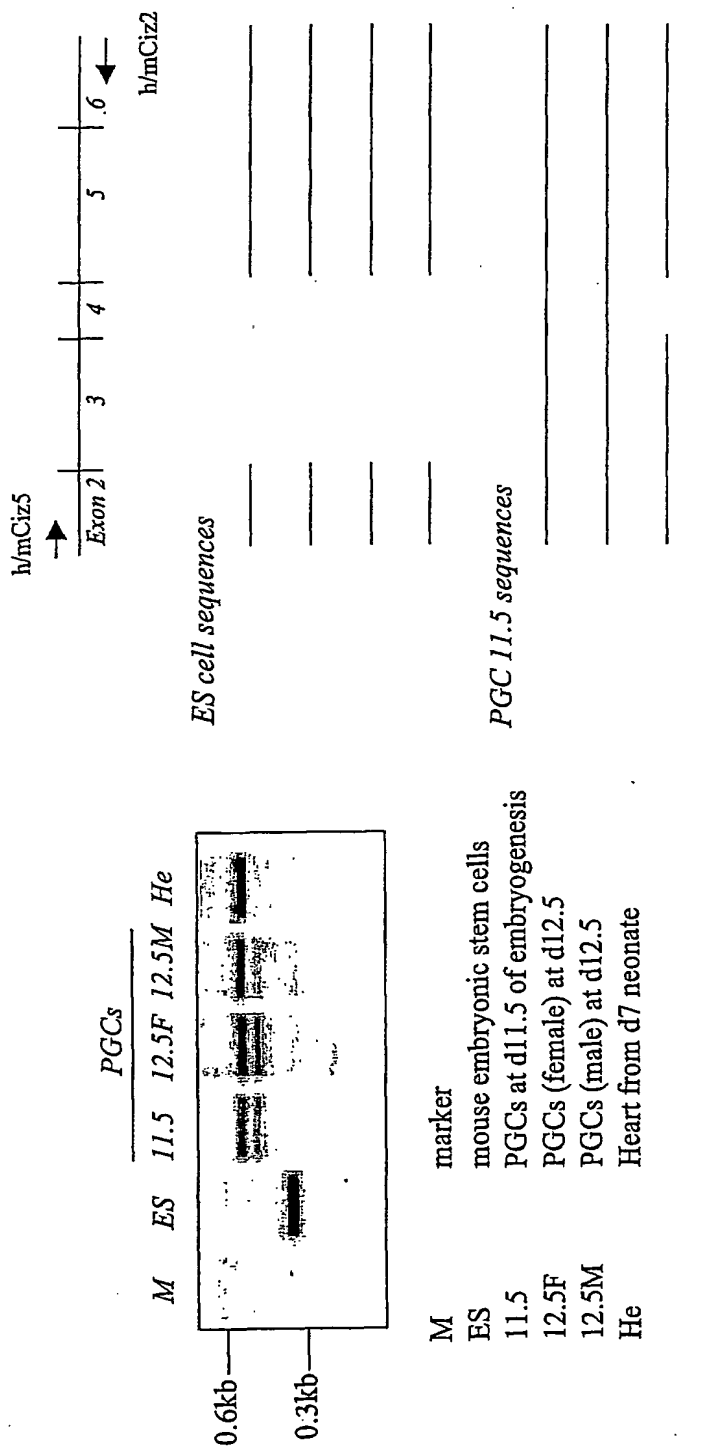 PGCs
M ES 11.5 12.5F 12.5M He
0.6kb
0.3kb
M marker
ES mouse embryonic stem cells
11.5 PGCs at d11.5 of embryogenesis
12.5F PGCs (female) at d12.5
12.5M PGCs (male) at d12.5
He Heart from d7 neonate
h/mCiz5
Exon 2 3 4 5 .6
h/mCiz2
ES cell sequences
PGC 11.5 sequences